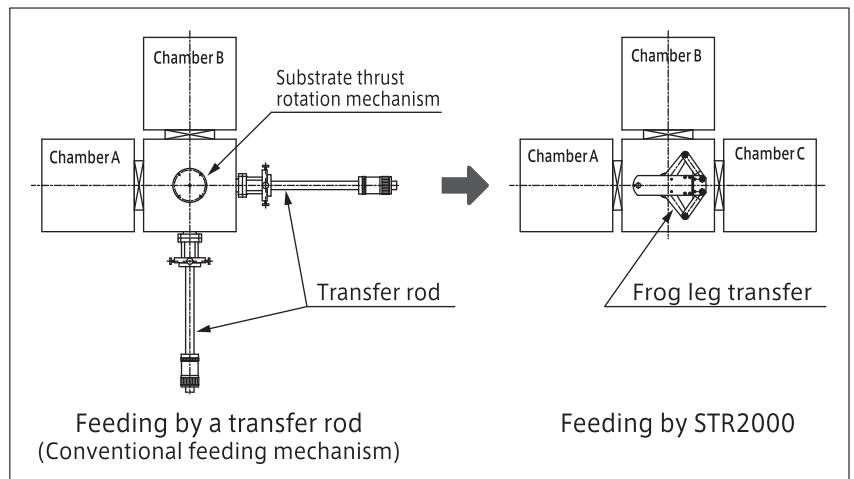 Chamber B
Substrate thrust
rotation mechanism
Chamber A
Transfer rod
Feeding by a transfer rod
(Conventional feeding mechanism)
Chamber B
Chamber A
Chamber C
Frog leg transfer
Feeding by STR2000